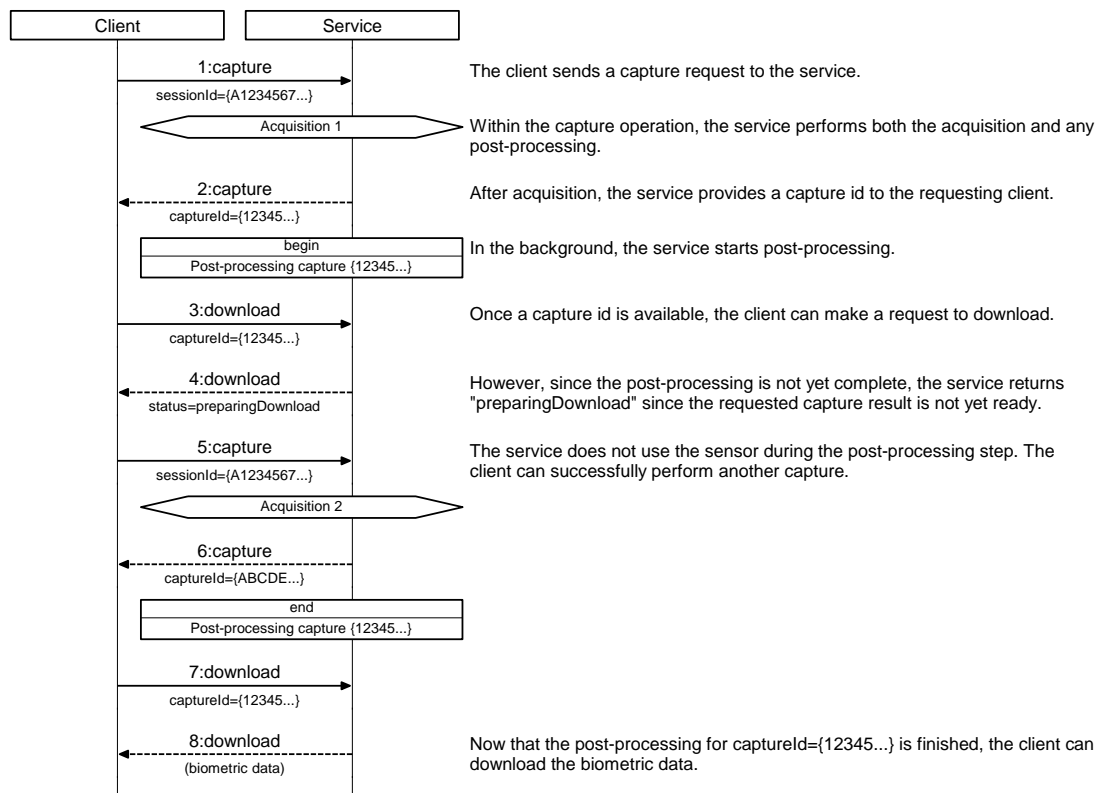 Client
Service
1:capture
The client sends a capture request to the service.
sessionId={A1234567...}
Acquisition 1
Within the capture operation, the service performs both the acquisition and any
post-processing.
2:capture
After acquisition, the service provides a capture id to the requesting client.
captureId={12345...}
begin
In the background, the service starts post-processing.
Post-processing capture {12345...}
3:download
Once a capture id is available, the client can make a request to download.
captureId={12345...}
4:download
However, since the post-processing is not yet complete, the service returns
status=preparingDownload
"preparingDownload" since the requested capture result is not yet ready.
5:capture
The service does not use the sensor during the post-processing step. The
sessionId={A1234567...}
client can successfully perform another capture.
Acquisition 2
6:capture
captureId={ABCDE...}
end
Post-processing capture {12345...}
7:download
captureId={12345...}
8:download
Now that the post-processing for captureId={12345...} is finished, the client can
(biometric data)
download the biometric data.